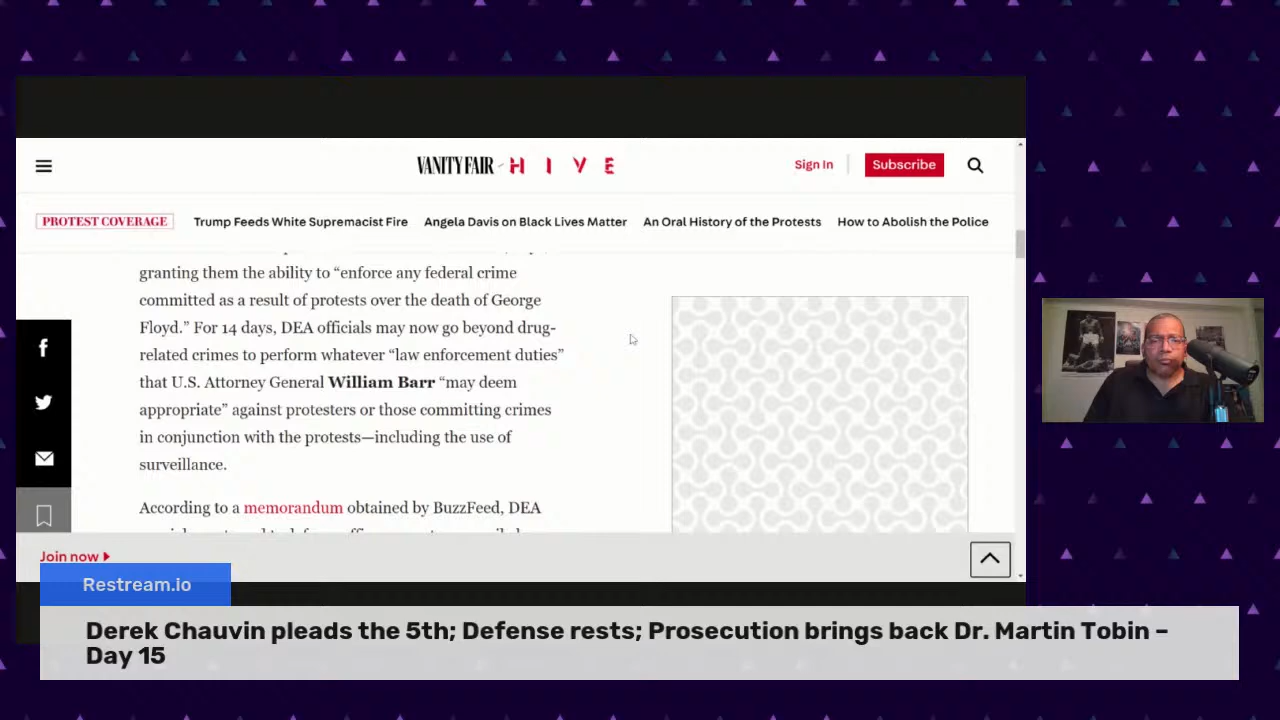 VANITY FAIR HIVE
Sign In
Subscribe
PROTEST COVERAGE
Trump Feeds White Supremacist Fire
Angela Davis on Black Lives Matter
An Oral History of the Protests
How to Abolish the Police
granting them the ability to “enforce any federal crime
committed as a result of protests over the death of George
Floyd.” For 14 days, DEA officials may now go beyond drug-
related crimes to perform whatever “law enforcement duties”
that U.S. Attorney General William Barr “may deem
appropriate” against protesters or those committing crimes
in conjunction with the protests—including the use of
surveillance.
According to a memorandum obtained by BuzzFeed, DEA
Join now
Restream.io
Derek Chauvin pleads the 5th; Defense rests; Prosecution brings back Dr. Martin Tobin –
Day 15